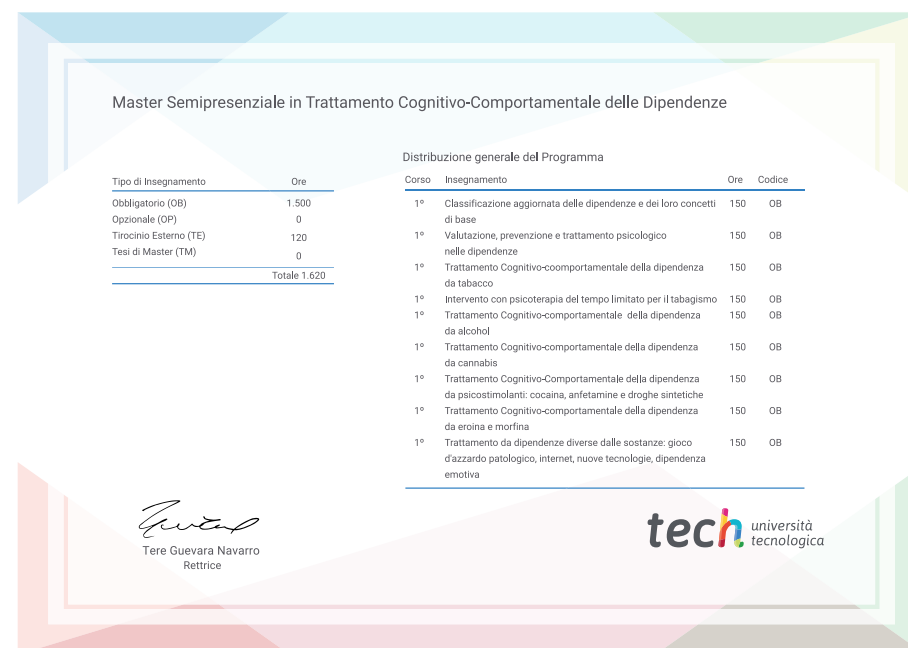 Master Semipresenziale in Trattamento Cognitivo-Comportamentale delle Dipendenze
Tipo di Insegnamento Ore
Obbligatorio (OB) 1.500
Opzionale (OP) 0
Tirocinio Esterno (TE) 120
Tesi di Master (TM) 0
Totale 1.620
Distribuzione generale del Programma
Corso Insegnamento Ore Codice
1º Classificazione aggiornata delle dipendenze e dei loro concetti 150 OB
di base
1º Valutazione, prevenzione e trattamento psicologico 150 OB
nelle dipendenze
1º Trattamento Cognitivo-coomportamentale della dipendenza 150 OB
da tabacco
1º Intervento con psicoterapia del tempo limitato per il tabagismo 150 OB
1º Trattamento Cognitivo-comportamentale della dipendenza 150 OB
da alcohol
1º Trattamento Cognitivo-comportamentale della dipendenza 150 OB
da cannabis
1º Trattamento Cognitivo-Comportamentale della dipendenza 150 OB
da psicostimolanti: cocaina, anfetamine e droghe sintetiche
1º Trattamento Cognitivo-comportamentale della dipendenza 150 OB
da eroina e morfina
1º Trattamento da dipendenze diverse dalle sostanze: gioco 150 OB
d'azzardo patologico, internet, nuove tecnologie, dipendenza
emotiva
Tere Guevara Navarro
Rettrice
tech università
tecnologica